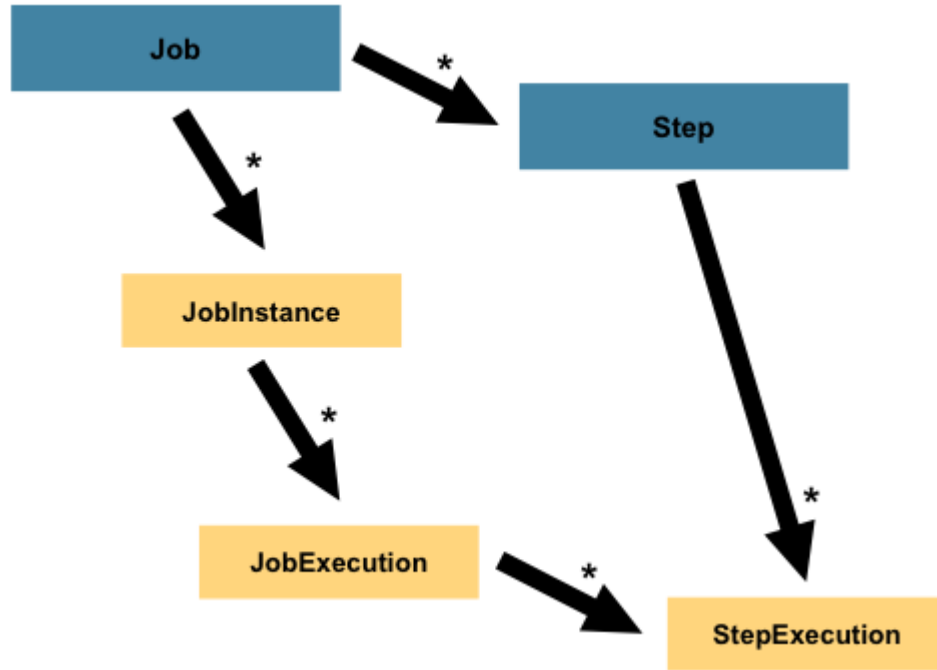 Job
*
Step
*
JobInstance
*
*
JobExecution
*
StepExecution